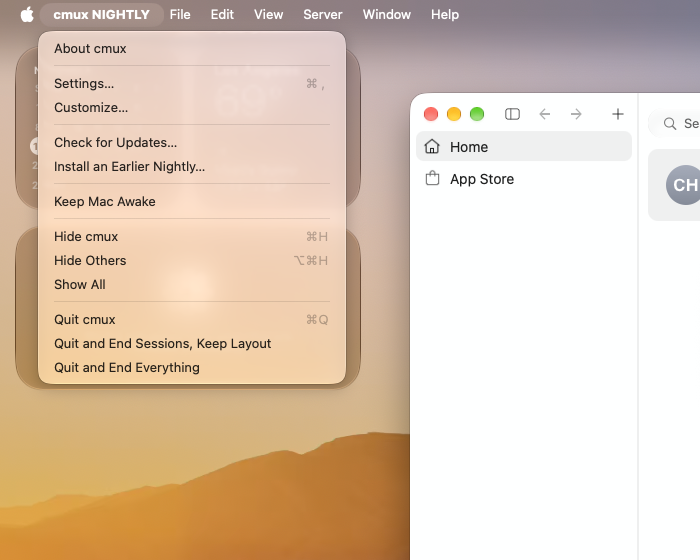 cmux NIGHTLY File Edit View Server Window Help
About cmux
Settings... ⌘ ,
Customize...
Check for Updates...
Install an Earlier Nightly...
Keep Mac Awake
Hide cmux ⌘H
Hide Others ⌥⌘H
Show All
Quit cmux ⌘Q
Quit and End Sessions, Keep Layout
Quit and End Everything
Home
App Store
Se
CH